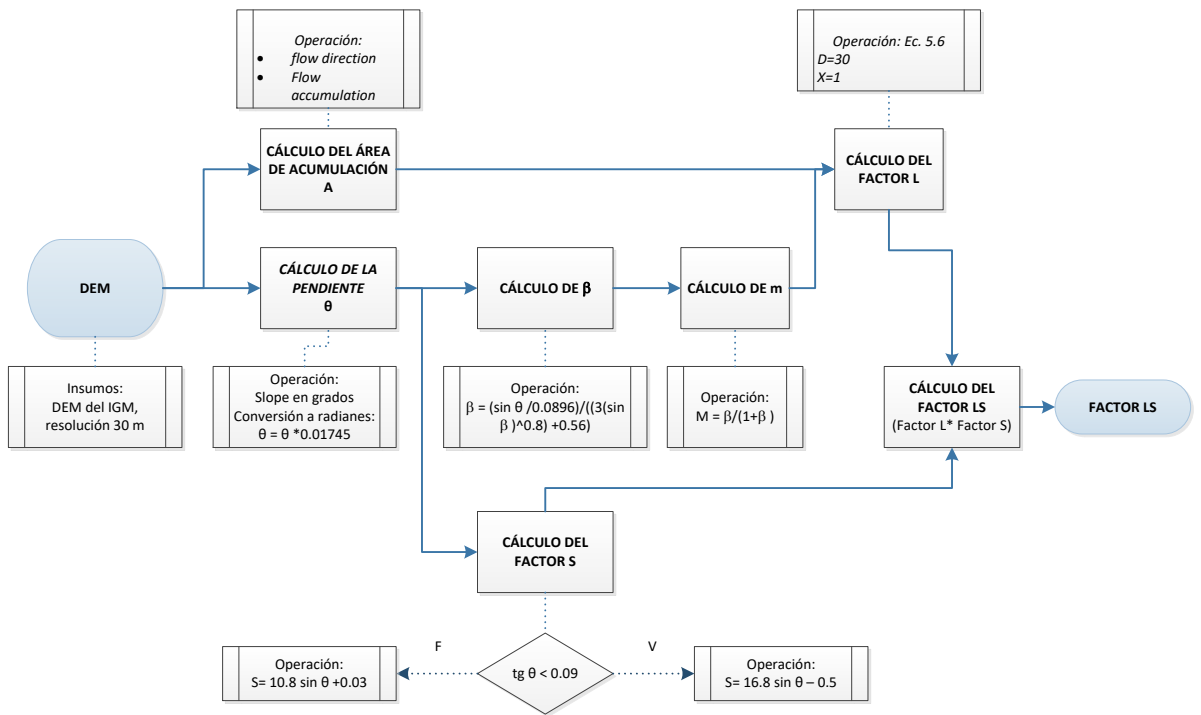 Operación:
• flow direction
• Flow
accumulation
Operación: Ec. 5.6
D=30
X=1
CÁLCULO DEL ÁREA
DE ACUMULACIÓN
A
CÁLCULO DEL
FACTOR L
DEM
CÁLCULO DE LA
PENDIENTE
θ
CÁLCULO DE β
CÁLCULO DE m
Insumos:
DEM del IGM,
resolución 30 m
Operación:
Slope en grados
Conversión a radianes:
θ = θ *0.01745
Operación:
β = (sin θ /0.0896)/((3(sin
β )^0.8) +0.56)
Operación:
M = β/(1+β )
CÁLCULO DEL
FACTOR LS
(Factor L* Factor S)
FACTOR LS
CÁLCULO DEL
FACTOR S
F
V
Operación:
S= 10.8 sin θ +0.03
tg θ < 0.09
Operación:
S= 16.8 sin θ – 0.5